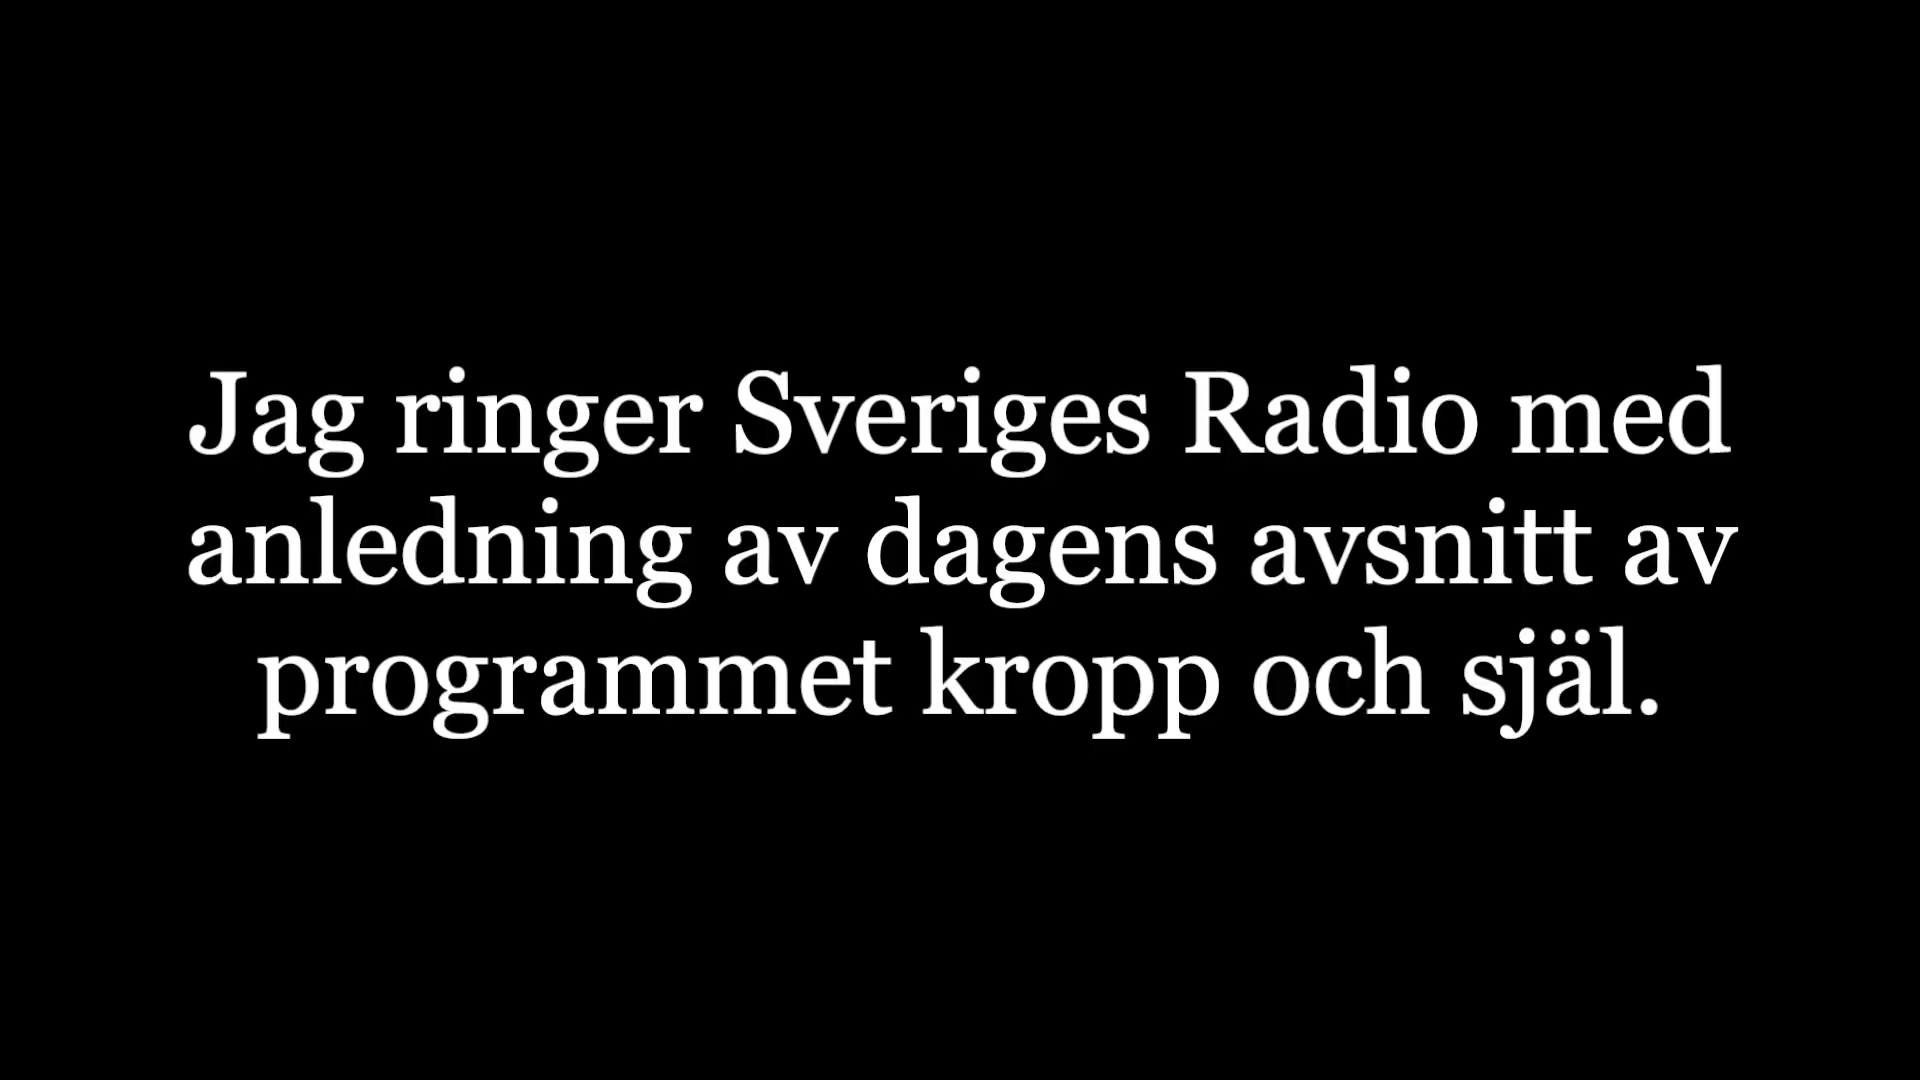 Jag ringer Sveriges Radio med
anledning av dagens avsnitt av
programmet kropp och själ.